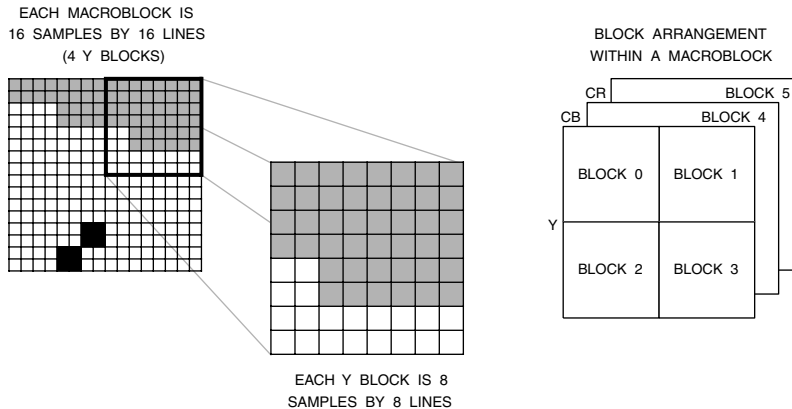 EACH MACROBLOCK IS
16 SAMPLES BY 16 LINES
(4 Y BLOCKS)
EACH Y BLOCK IS 8
SAMPLES BY 8 LINES
BLOCK ARRANGEMENT
WITHIN A MACROBLOCK
CR
BLOCK 5
CB
BLOCK 4
BLOCK 0
BLOCK 1
Y
BLOCK 2
BLOCK 3